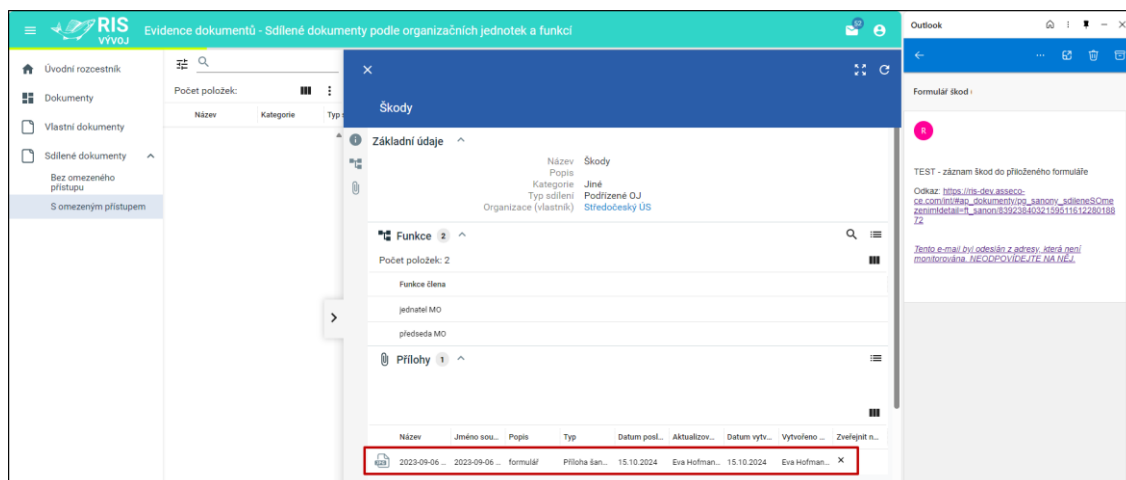 RIS
VÝVOJ
Evidence dokumentů - Sdílené dokumenty podle organizačních jednotek a funkcí
52
Úvodní rozcestník
Dokumenty
Vlastní dokumenty
Sdílené dokumenty
Bez omezeného
přístupu
S omezeným přístupem
Počet položek:
Název Kategorie Typ
Škody
Základní údaje
Název Škody
Popis
Kategorie Jiné
Typ sdílení Podřízené OJ
Organizace (vlastník) Středočeský ÚS
Funkce 2
Počet položek: 2
Funkce člena
jednatel MO
předseda MO
Přílohy 1
Název Jméno sou... Popis Typ Datum posl... Aktualizov... Datum vytv... Vytvořeno ... Zveřejnit n...
2023-09-06 ... 2023-09-06 ... formulář Příloha šan... 15.10.2024 Eva Hofman... 15.10.2024 Eva Hofman...
Outlook
Formulář škod
R
TEST - záznam škod do přiloženého formuláře
Odkaz: https://ris-dev.asseco-
ce.com/int/#ap_dokumenty/pg_sanony_sdileneSOme
zenim!detail=ft_sanon/8392384032159511612280188
72
Tento e-mail byl odeslán z adresy, která není
monitorována. NEODPOVÍDEJTE NA NĚJ.